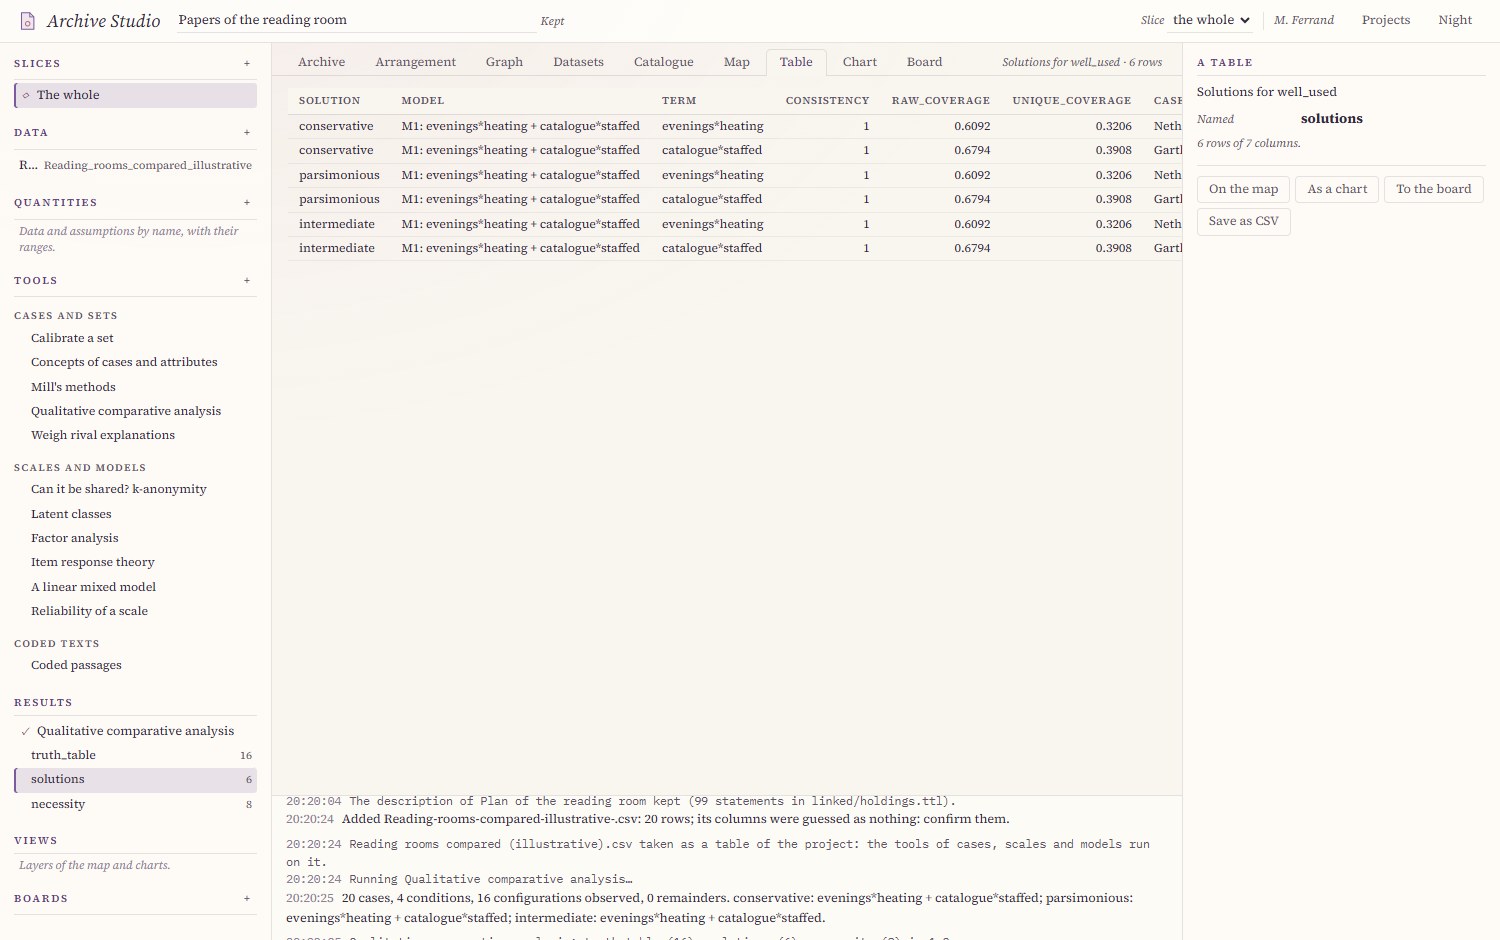 Archive Studio Papers of the reading room Kept Slice the whole M. Ferrand Projects Night
SLICES +
The whole
DATA +
R... Reading_rooms_compared_illustrative
QUANTITIES +
Data and assumptions by name, with their
ranges.
TOOLS +
CASES AND SETS
Calibrate a set
Concepts of cases and attributes
Mill's methods
Qualitative comparative analysis
Weigh rival explanations
SCALES AND MODELS
Can it be shared? k-anonymity
Latent classes
Factor analysis
Item response theory
A linear mixed model
Reliability of a scale
CODED TEXTS
Coded passages
RESULTS
✓ Qualitative comparative analysis
truth_table 16
solutions 6
necessity 8
VIEWS
Layers of the map and charts.
BOARDS +
Archive Arrangement Graph Datasets Catalogue Map Table Chart Board Solutions for well_used · 6 rows
SOLUTION MODEL TERM CONSISTENCY RAW_COVERAGE UNIQUE_COVERAGE CASE
conservative M1: evenings*heating + catalogue*staffed evenings*heating 1 0.6092 0.3206 Neth
conservative M1: evenings*heating + catalogue*staffed catalogue*staffed 1 0.6794 0.3908 Garth
parsimonious M1: evenings*heating + catalogue*staffed evenings*heating 1 0.6092 0.3206 Neth
parsimonious M1: evenings*heating + catalogue*staffed catalogue*staffed 1 0.6794 0.3908 Garth
intermediate M1: evenings*heating + catalogue*staffed evenings*heating 1 0.6092 0.3206 Neth
intermediate M1: evenings*heating + catalogue*staffed catalogue*staffed 1 0.6794 0.3908 Garth
20:20:04 The description of Plan of the reading room kept (99 statements in linked/holdings.ttl).
20:20:24 Added Reading-rooms-compared-illustrative-.csv: 20 rows; its columns were guessed as nothing: confirm them.
20:20:24 Reading rooms compared (illustrative).csv taken as a table of the project: the tools of cases, scales and models run
on it.
20:20:24 Running Qualitative comparative analysis…
20:20:25 20 cases, 4 conditions, 16 configurations observed, 0 remainders. conservative: evenings*heating + catalogue*staffed; parsimonious:
evenings*heating + catalogue*staffed; intermediate: evenings*heating + catalogue*staffed.
A TABLE
Solutions for well_used
Named solutions
6 rows of 7 columns.
On the map As a chart To the board
Save as CSV